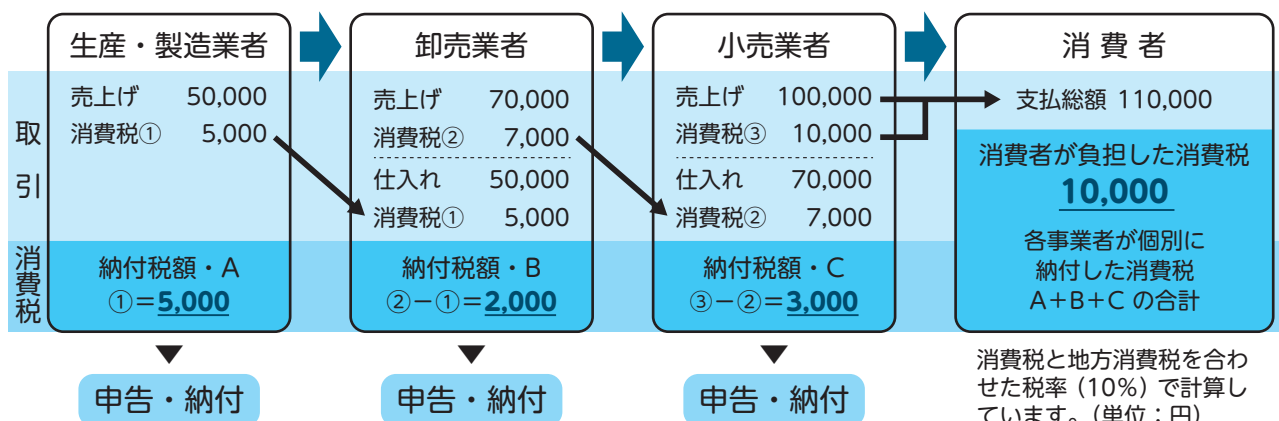 取引
消費税
生産・製造業者
売上げ 50,000
消費税① 5,000
納付税額・A
①=5,000
申告・納付
卸売業者
売上げ 70,000
消費税② 7,000
仕入れ 50,000
消費税① 5,000
納付税額・B
②-①=2,000
申告・納付
小売業者
売上げ 100,000
消費税③ 10,000
仕入れ 70,000
消費税② 7,000
納付税額・C
③-②=3,000
申告・納付
消費者
支払総額 110,000
消費者が負担した消費税
10,000
各事業者が個別に
納付した消費税
A+B+C の合計
消費税と地方消費税を合わ
せた税率(10%)で計算し
ています。(単位:円)